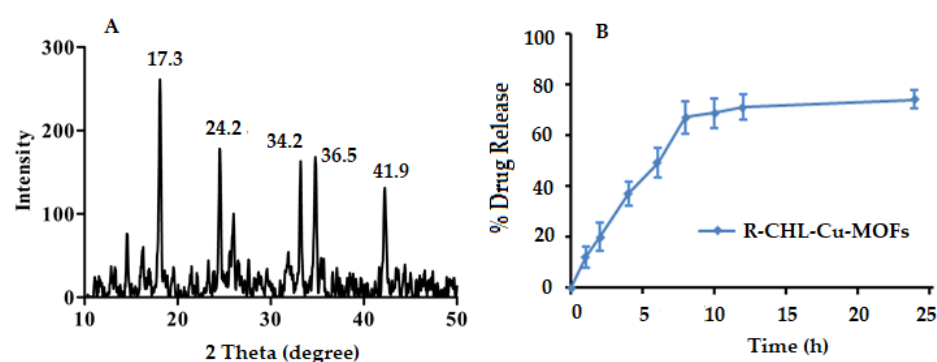 A
17.3
24.2
34.2
36.5
41.9
300
200
100
0
Intensity
10 20 30 40 50
2 Theta (degree)
B
100
80
60
40
20
0
% Drug Release
R-CHL-Cu-MOFs
0 5 10 15 20 25
Time (h)